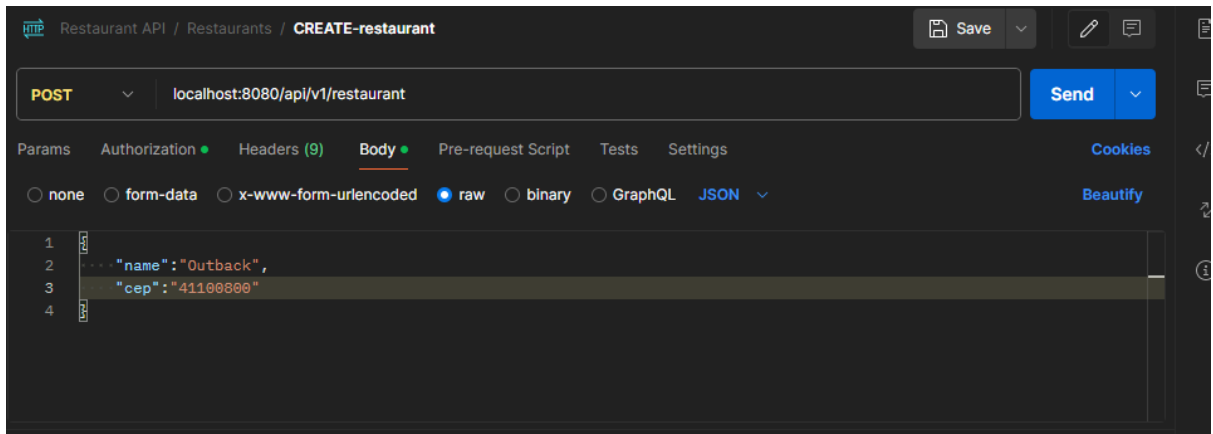 HTTP Restaurant API / Restaurants / CREATE-restaurant Save
POST localhost:8080/api/v1/restaurant Send
Params Authorization Headers (9) Body Pre-request Script Tests Settings Cookies
none form-data x-www-form-urlencoded raw binary GraphQL JSON Beautify
1 {
2 ····"name":"Outback",
3 ····"cep":"41100800"
4 }